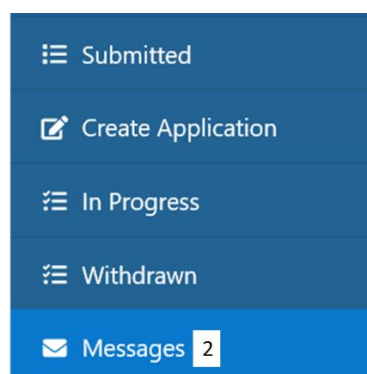 Submitted
Create Application
In Progress
Withdrawn
Messages 2